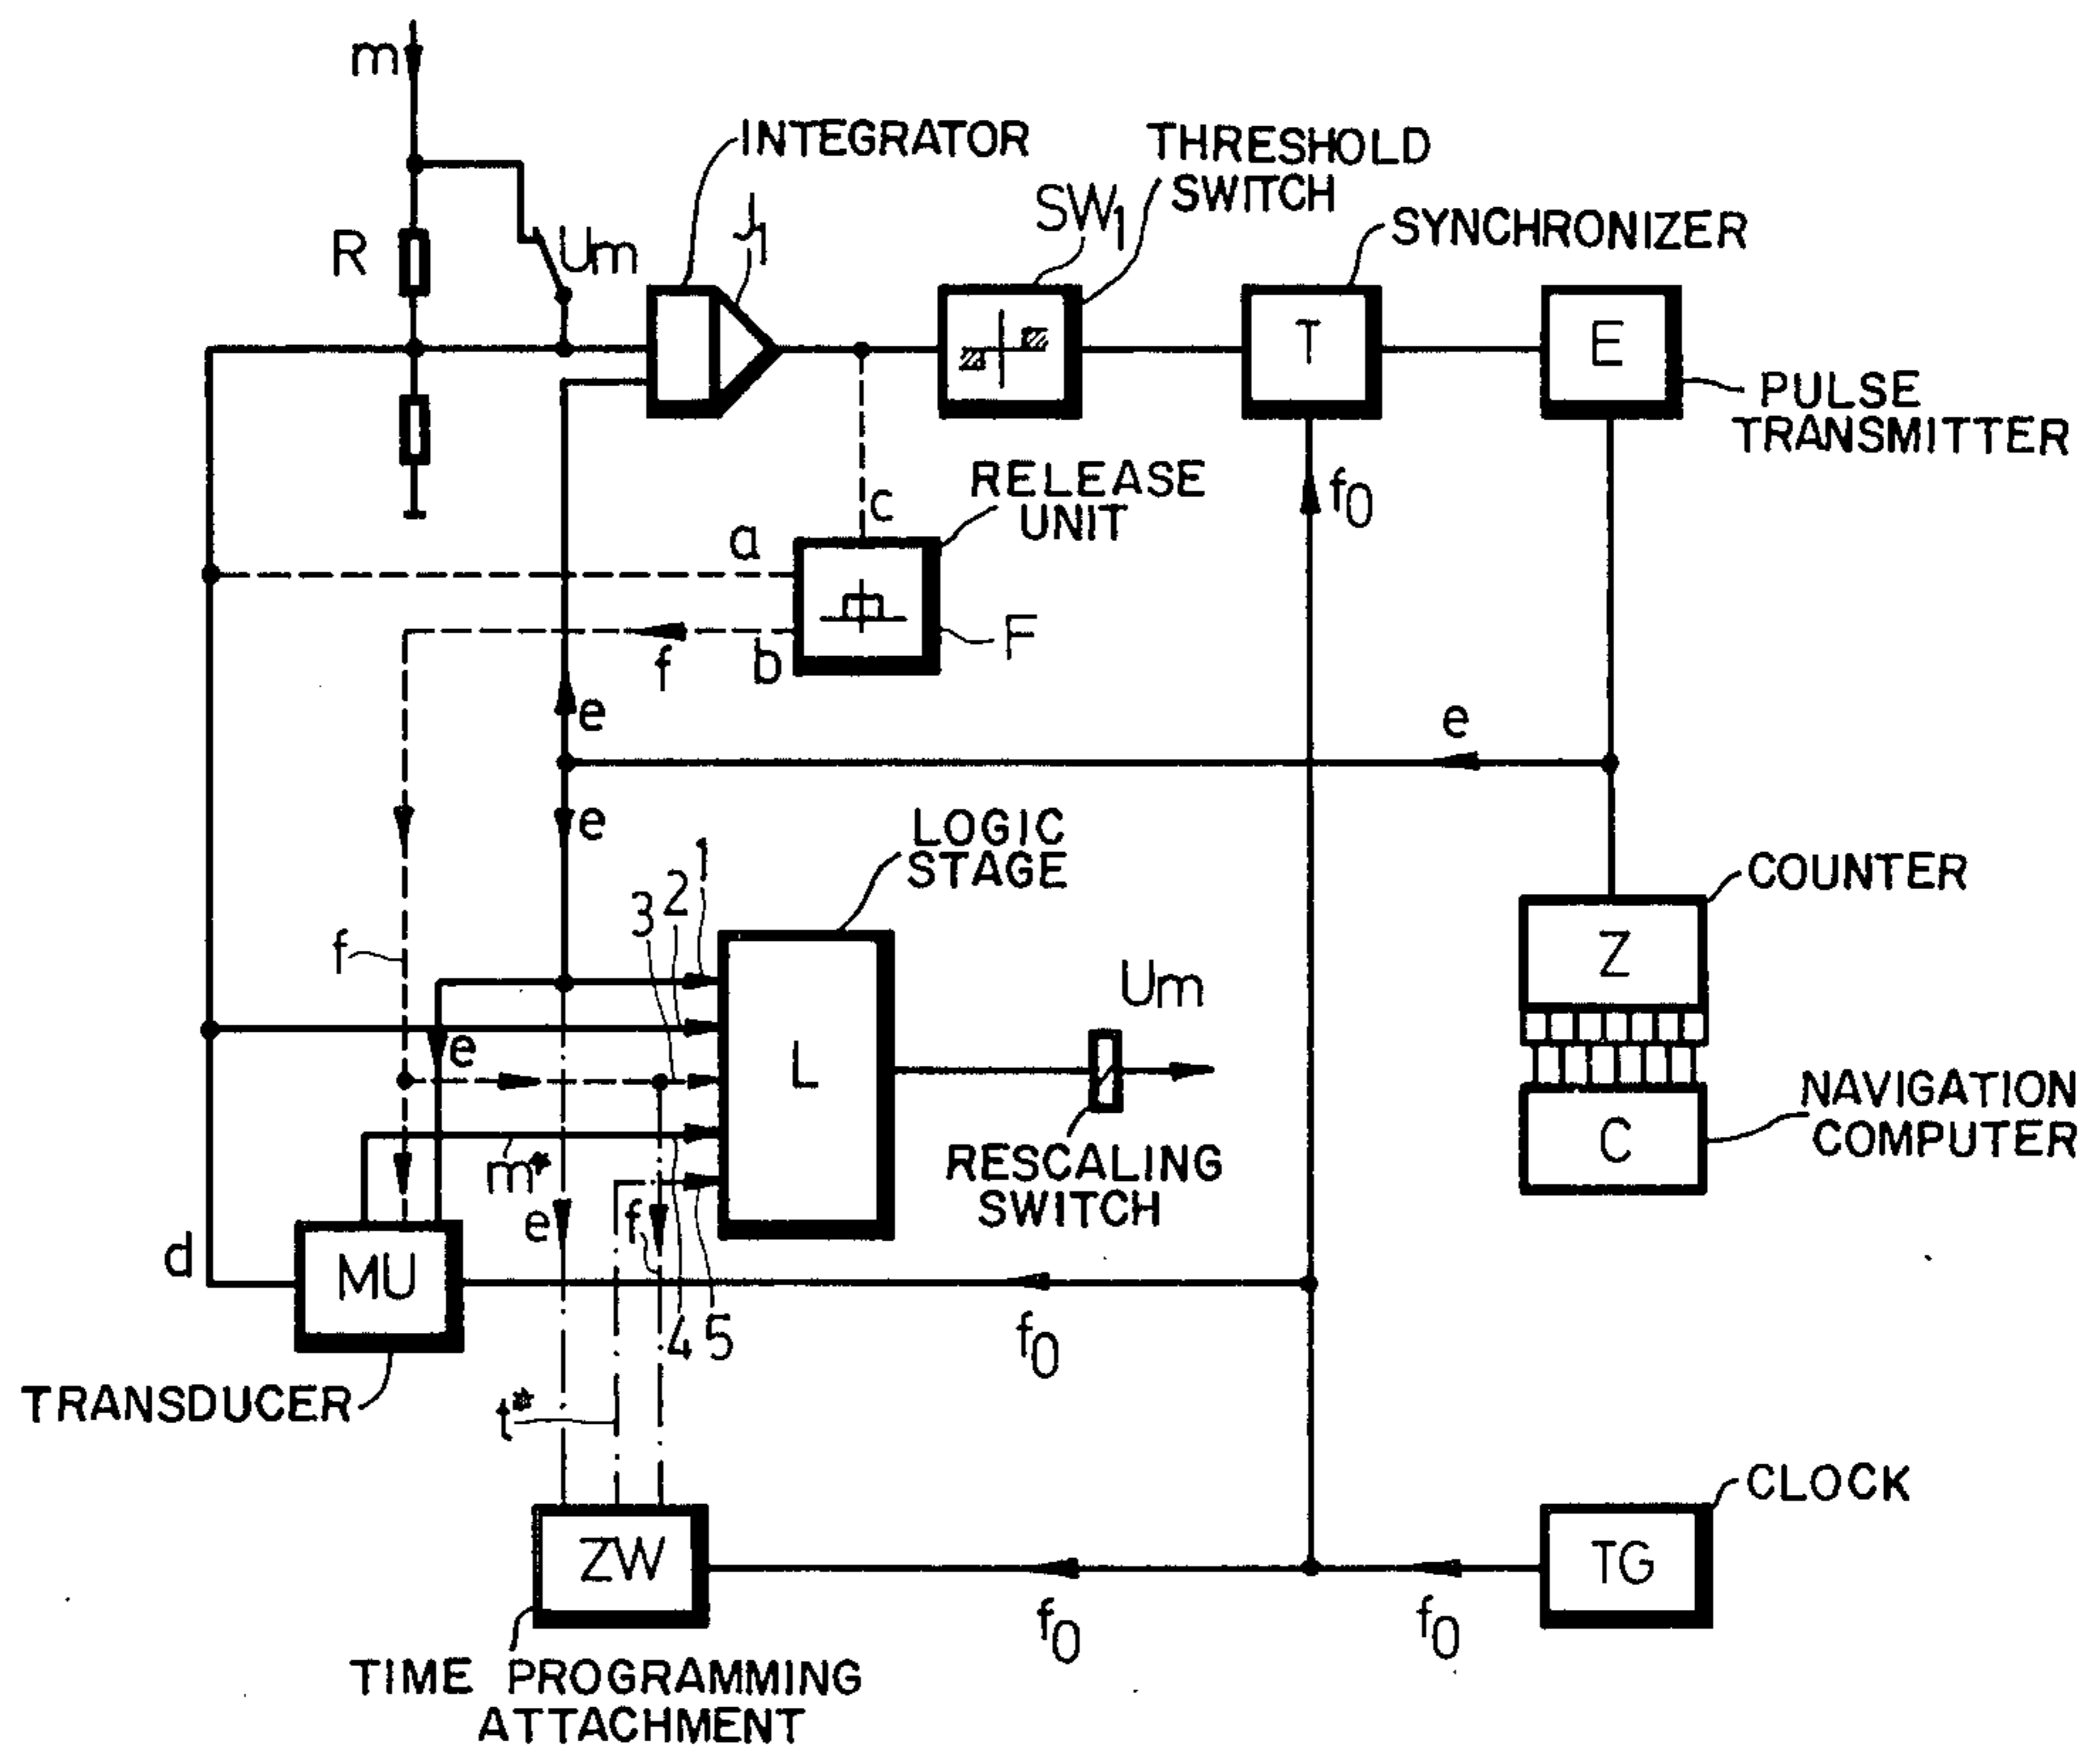 m
INTEGRATOR
THRESHOLD
SWITCH
J1
SW1
SYNCHRONIZER
R
Um
T
E
PULSE
TRANSMITTER
RELEASE
UNIT
c
f0
a
F
f
b
e
e
e
LOGIC
STAGE
1
2
3
COUNTER
f
Z
Um
e
L
NAVIGATION
COMPUTER
C
m*
RESCALING
SWITCH
e
f
d
MU
4
5
f0
TRANSDUCER
t*
CLOCK
ZW
TG
f0
f0
TIME PROGRAMMING
ATTACHMENT